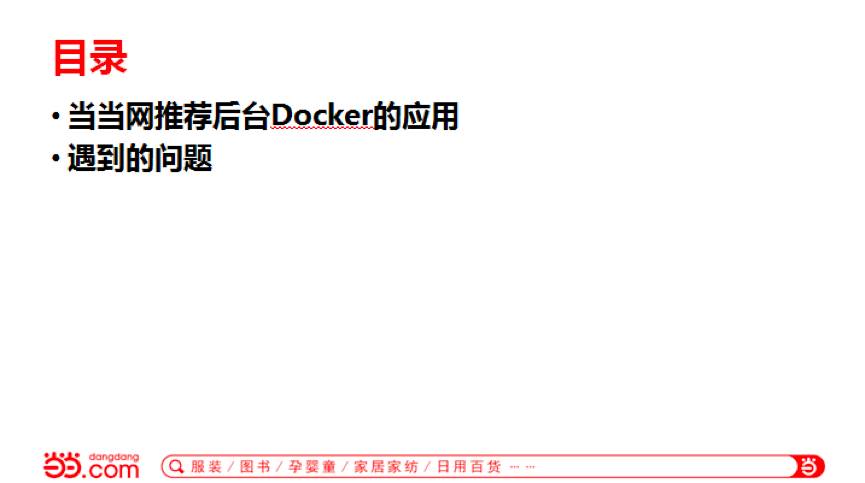 目录
• 当当网推荐后台Docker的应用
• 遇到的问题
当当 dangdang
.com
服装 / 图书 / 孕婴童 / 家居家纺 / 日用百货 …… 当